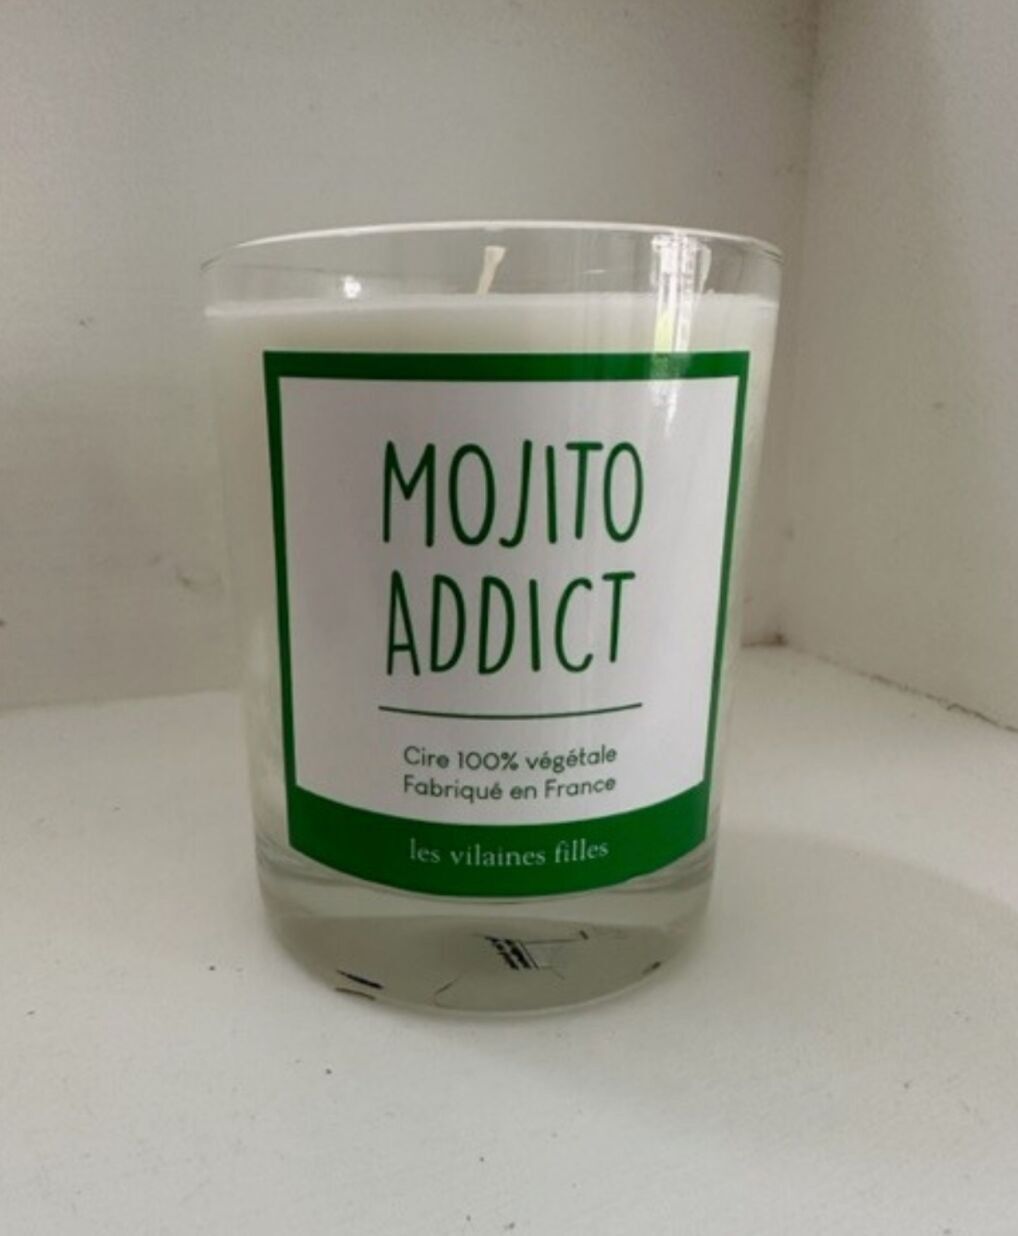 MOJITO
ADDICT
Cire 100% végétale
Fabriqué en France
les vilaines filles